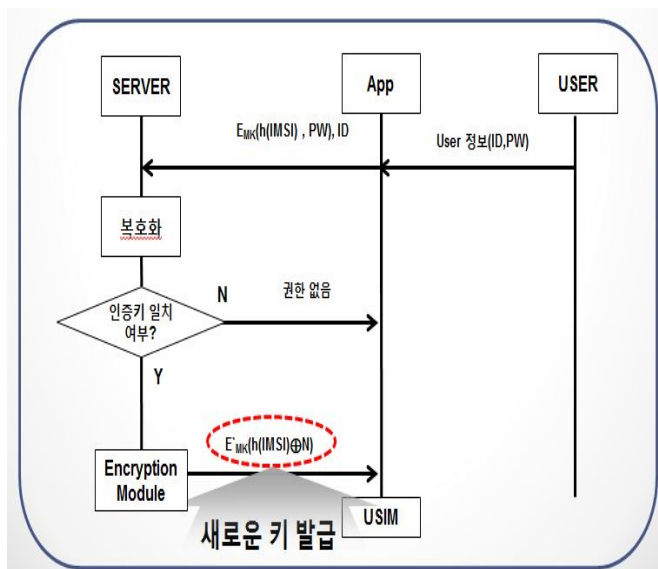 SERVER
App
USER
E_MK(h(IMSI) , PW), ID
User 정보(ID,PW)
복호화
인증키 일치
여부?
N
권한 없음
Y
E`_MK(h(IMSI)⊕N)
Encryption
Module
USIM
새로운 키 발급